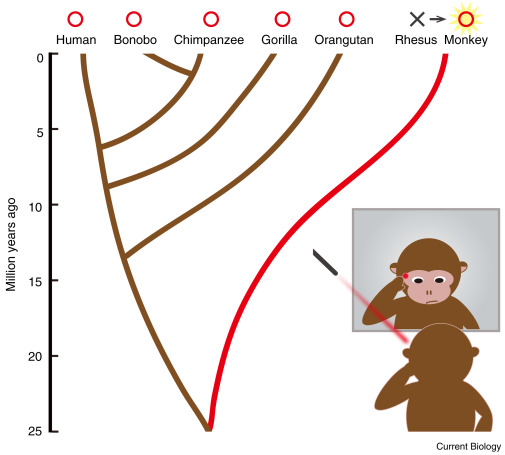 Human Bonobo Chimpanzee Gorilla Orangutan Rhesus Monkey
0
5
10
15
20
25
Million years ago
Current Biology